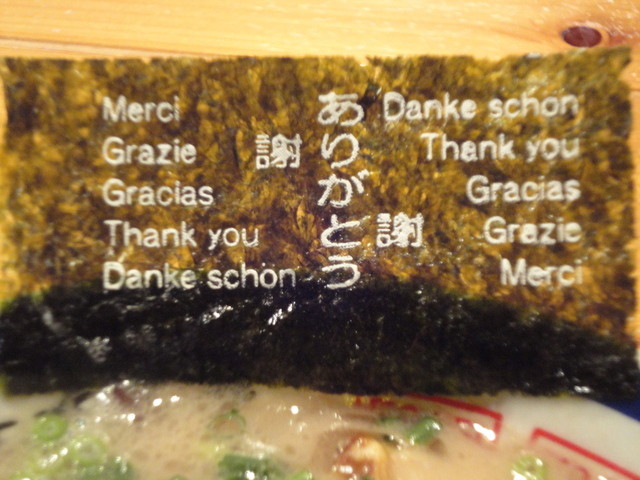 Merci
Grazie
Gracias
Thank you
Danke schön
謝
ありがとう
謝
Danke schön
Thank you
Gracias
Grazie
Merci